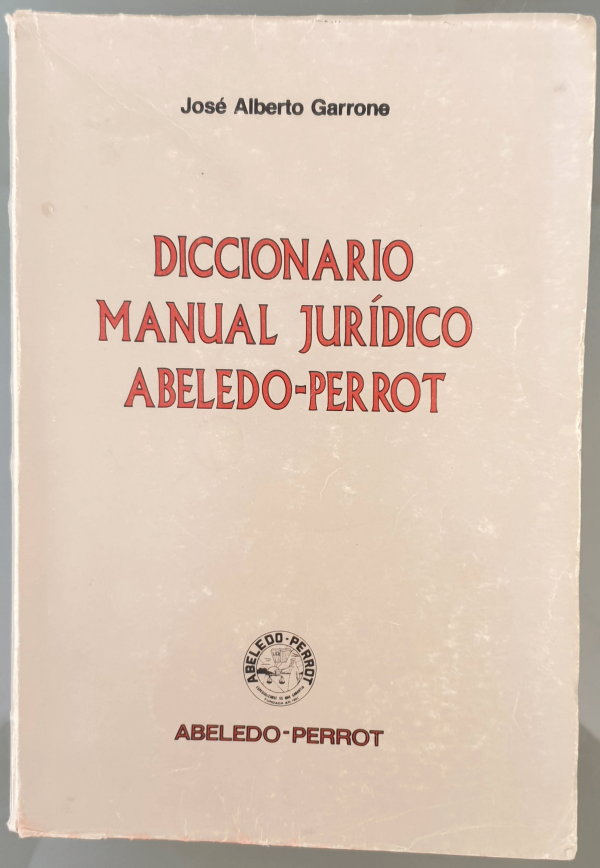 José Alberto Garrone
DICCIONARIO
MANUAL JURÍDICO
ABELEDO-PERROT
ABELEDO-PERROT
ABELEDO-PERROT